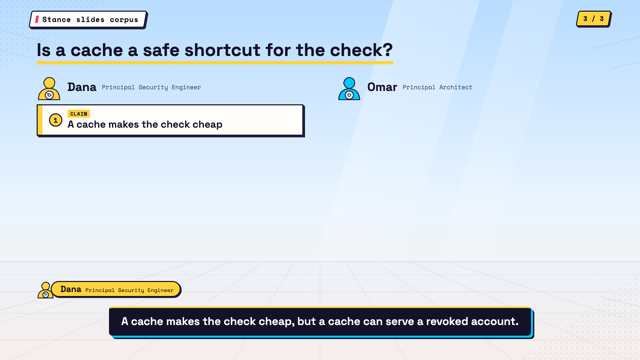 Stance slides corpus
3 / 3
Is a cache a safe shortcut for the check?
Dana Principal Security Engineer
Omar Principal Architect
CLAIM
1 A cache makes the check cheap
Dana Principal Security Engineer
A cache makes the check cheap, but a cache can serve a revoked account.